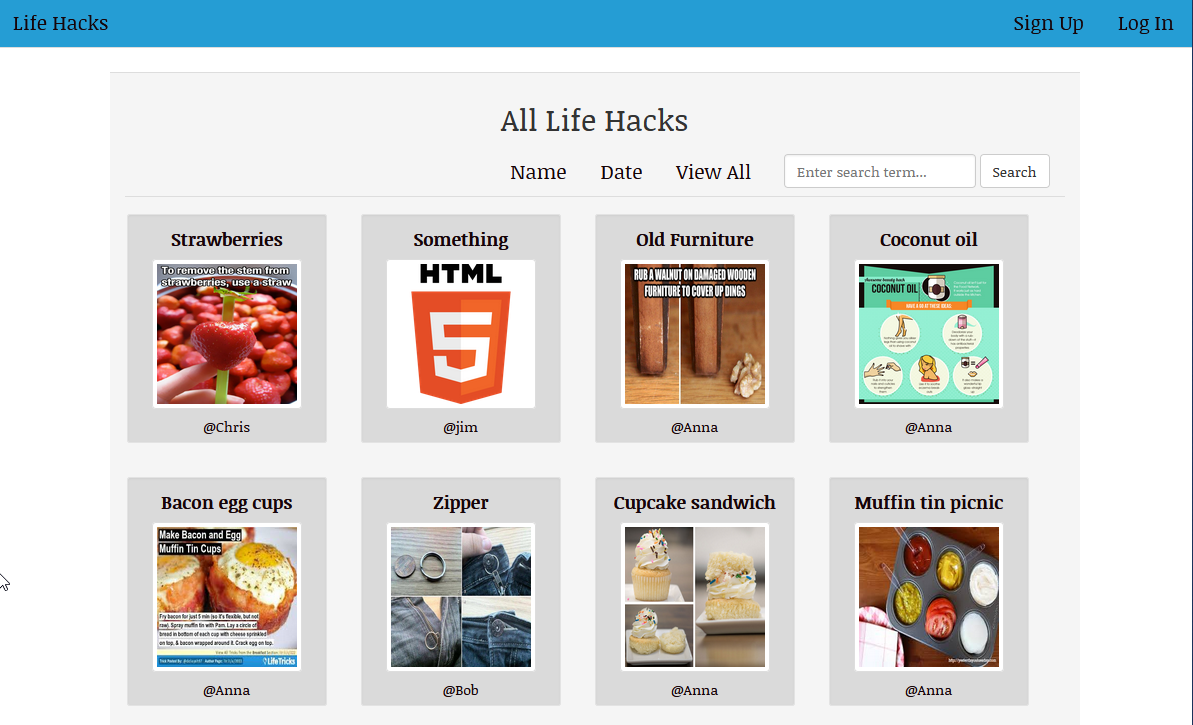 Life Hacks
Sign Up
Log In
All Life Hacks
Name
Date
View All
Enter search term...
Search
Strawberries
Something
Old Furniture
Coconut oil
To remove the stem from
strawberries, use a straw
HTML
5
RUB A WALNUT ON DAMAGED WOODEN
FURNITURE TO COVER UP DINGS
COCONUT OIL
@Chris
@jim
@Anna
@Anna
Bacon egg cups
Zipper
Cupcake sandwich
Muffin tin picnic
Make Bacon and Egg
Muffin Tin Cups
Fry bacon for just 5 min (so it's flexible, but not
raw). Spray muffin tin with Pam. Lay a circle of
bread in bottom of each cup with cheese sprinkled
on top, & bacon wrapped around it. Crack egg on top.
LifeTricks
@Anna
@Bob
@Anna
@Anna